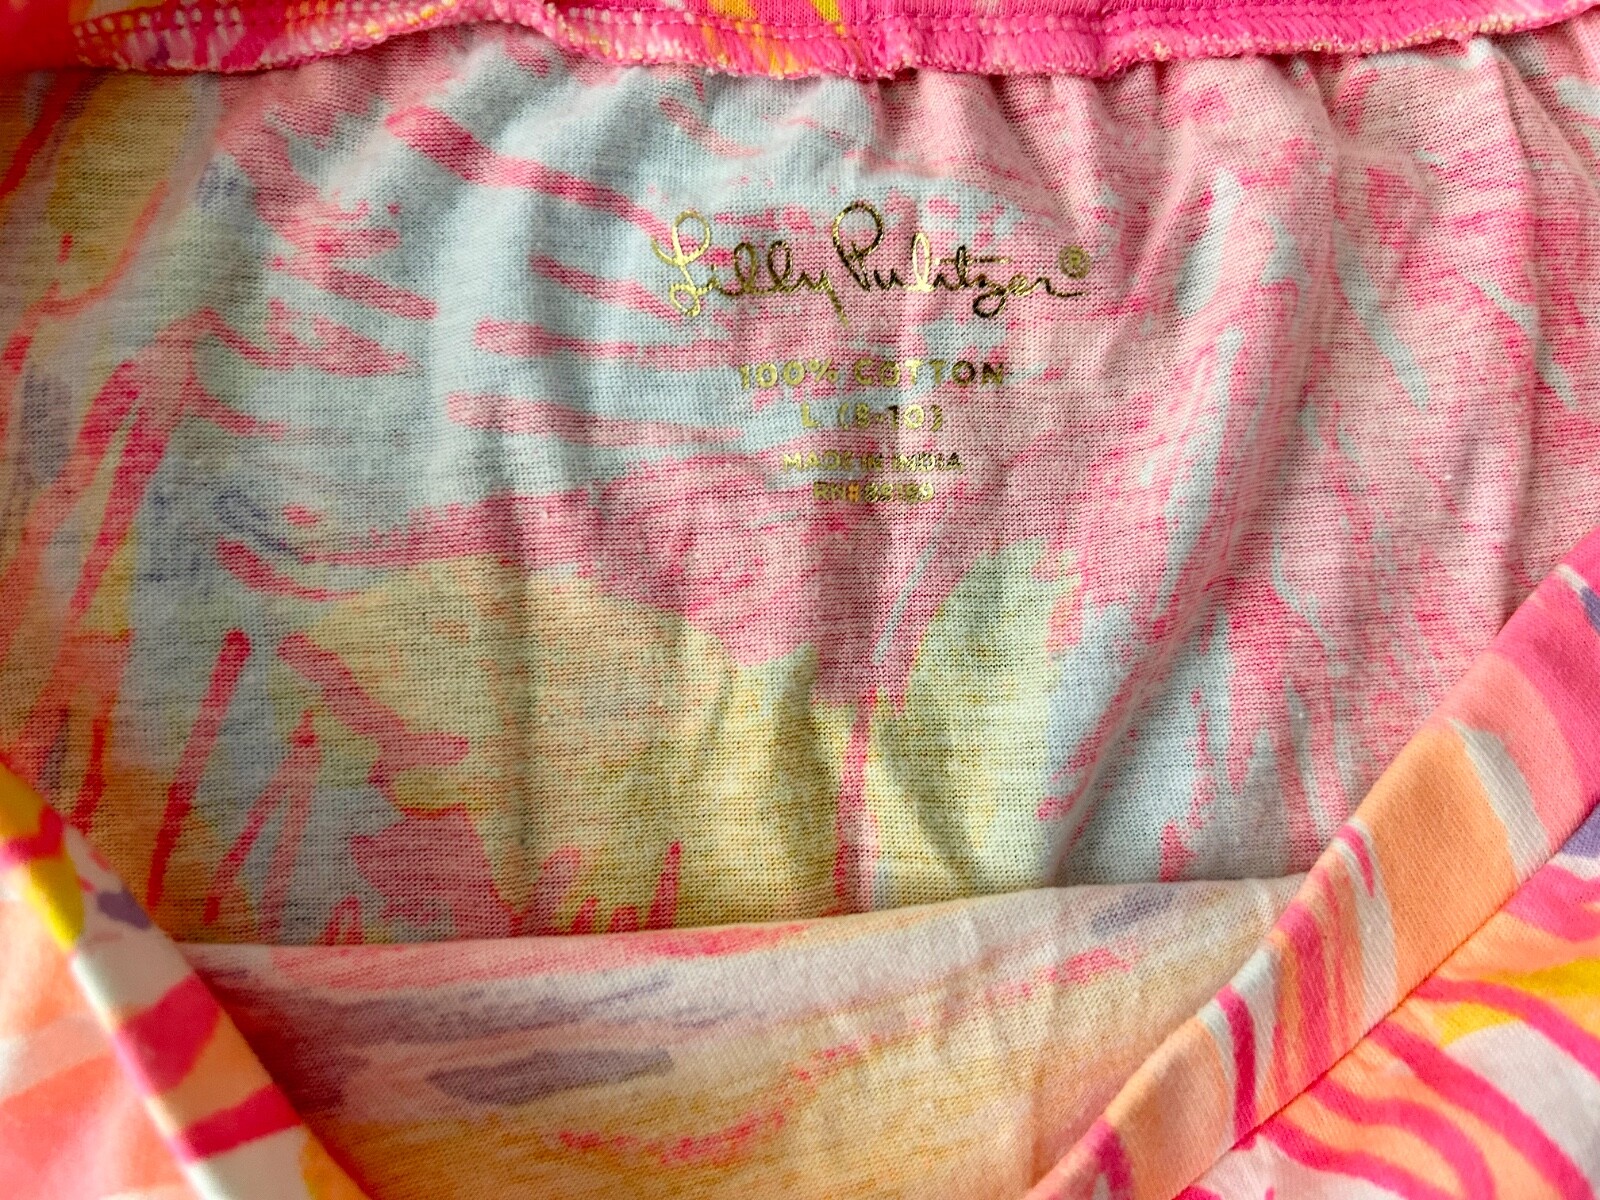 Lilly Pulitzer®
100% COTTON
L (8-10)
MADE IN INDIA